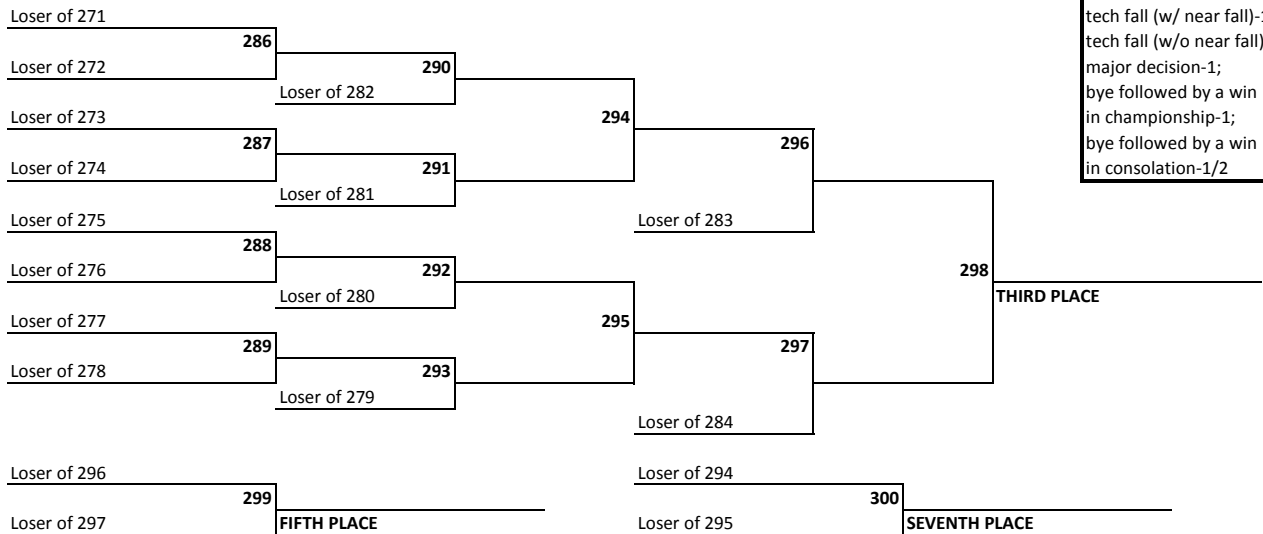 Loser of 271
tech fall (w/ near fall)-1
286
tech fall (w/o near fall)
Loser of 272
290
major decision-1;
Loser of 282
bye followed by a win
Loser of 273
294
in championship-1;
287
296
bye followed by a win
Loser of 274
291
in consolation-1/2
Loser of 281
Loser of 275
Loser of 283
288
Loser of 276
292
298
Loser of 280
THIRD PLACE
Loser of 277
295
289
297
Loser of 278
293
Loser of 279
Loser of 284
Loser of 296
Loser of 294
299
300
Loser of 297
FIFTH PLACE
Loser of 295
SEVENTH PLACE